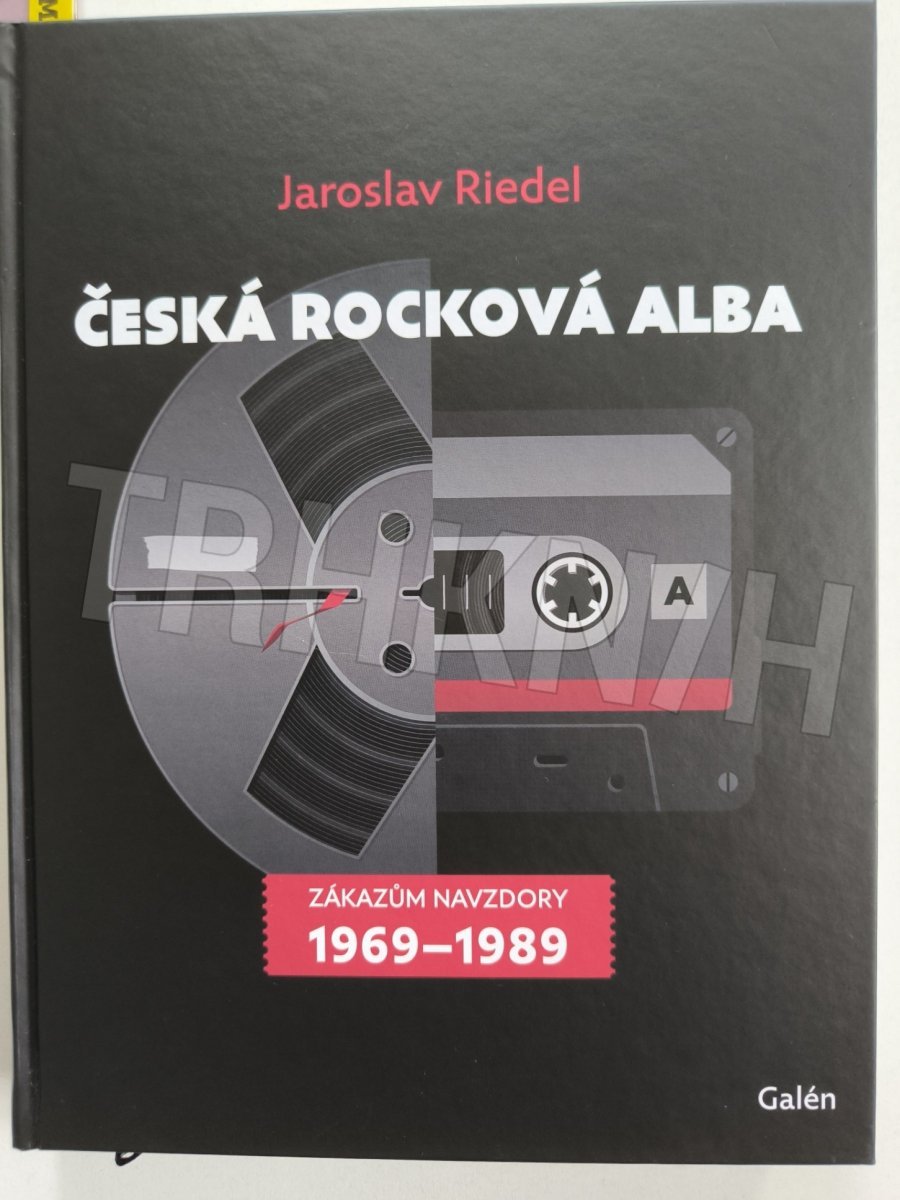 M
Jaroslav Riedel
ČESKÁ ROCKOVÁ ALBA
TRHKNIH
A
ZÁKAZŮM NAVZDORY
1969–1989
Galén